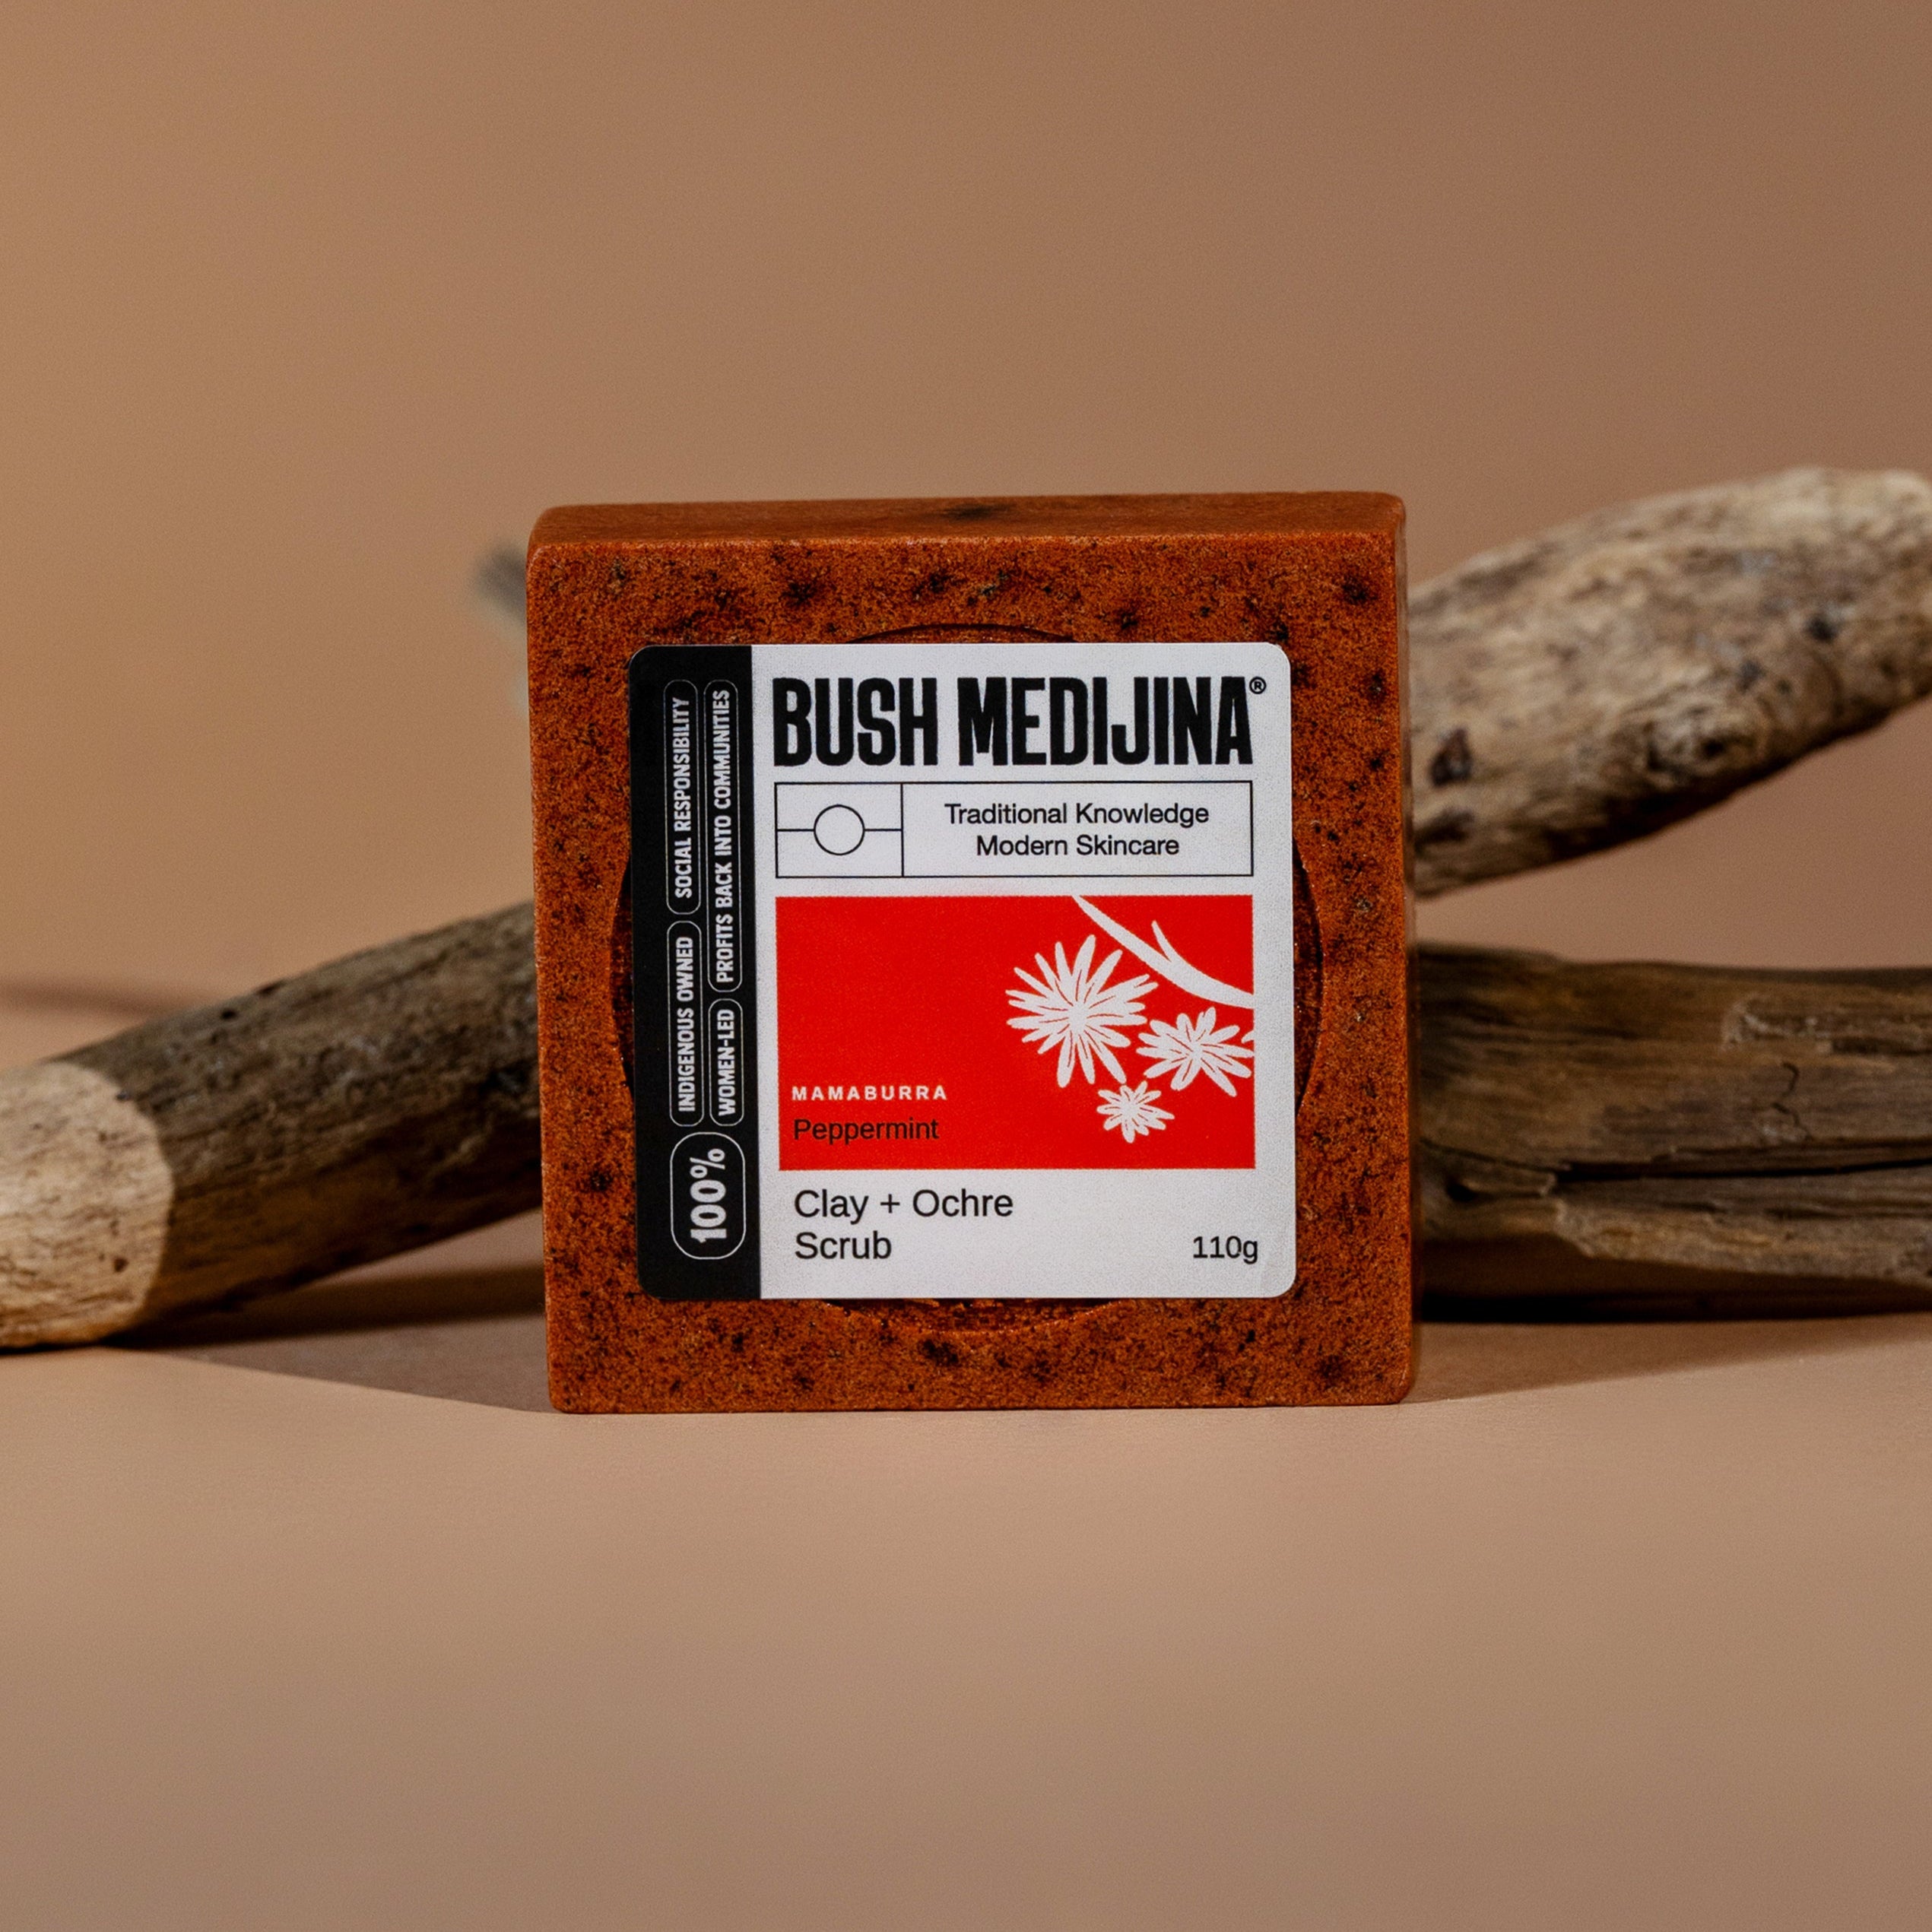 BUSH MEDIJINA®
Traditional Knowledge
Modern Skincare
MAMABURRA
Peppermint
Clay + Ochre
Scrub
110g
100%
INDIGENOUS OWNED
SOCIAL RESPONSIBILITY
WOMEN-LED
PROFITS BACK INTO COMMUNITIES